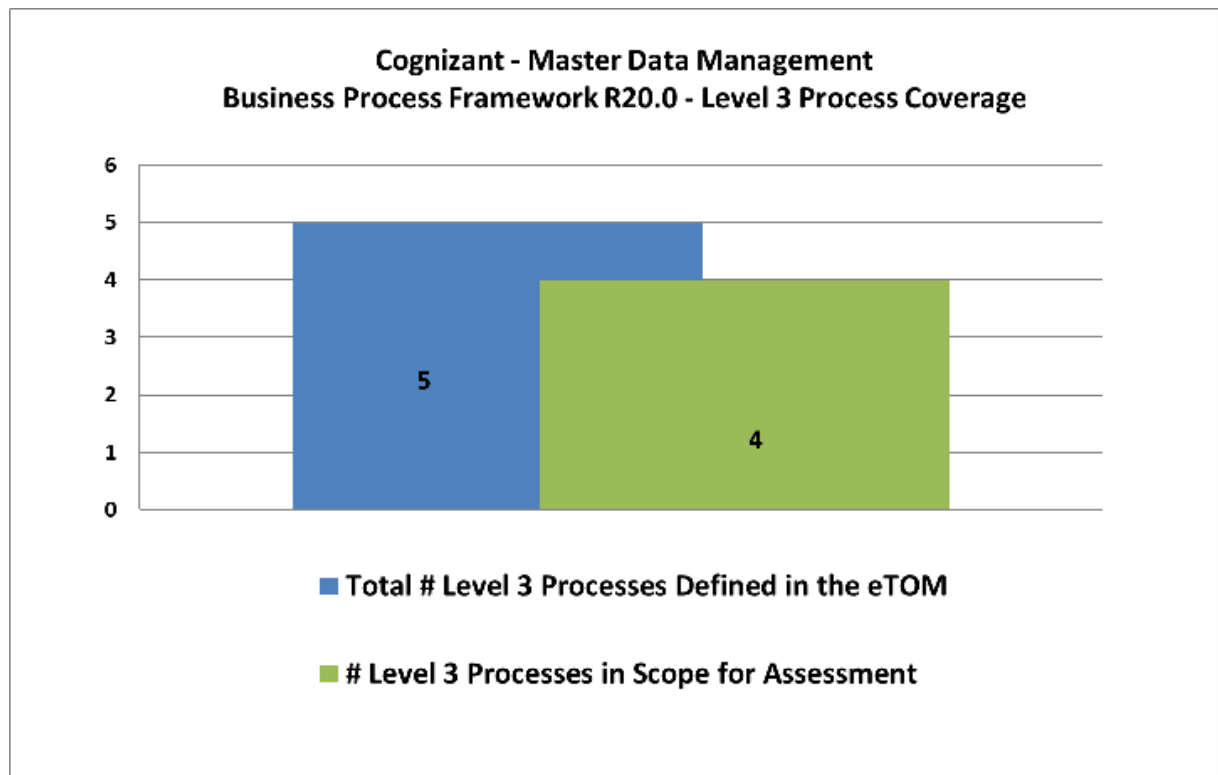 Cognizant - Master Data Management
Business Process Framework R20.0 - Level 3 Process Coverage
6
5
4
3
2
1
0
5
4
Total # Level 3 Processes Defined in the eTOM
# Level 3 Processes in Scope for Assessment